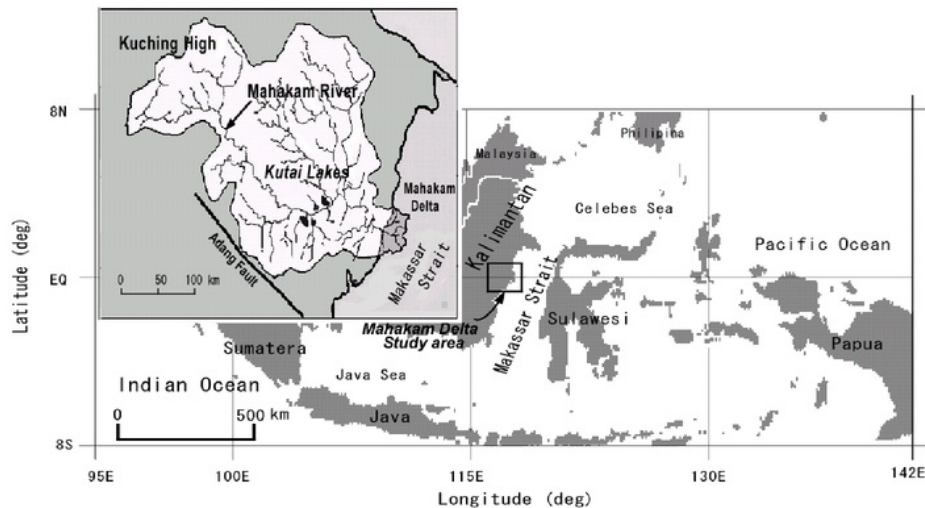 Kuching High
Mahakam River
Kutai Lakes
Mahakam
Delta
Adang Fault
Makassar
Strait
0 50 100 km
8N
EQ
8S
Latitude (deg)
Philipina
Malaysia
Kalimantan
Celebes Sea
Pacific Ocean
Makassar Strait
Mahakam Delta
Study area
Sulawesi
Papua
Sumatera
Java Sea
Indian Ocean
Java
0 500 km
95E 100E 115E 130E 142E
Longitude (deg)